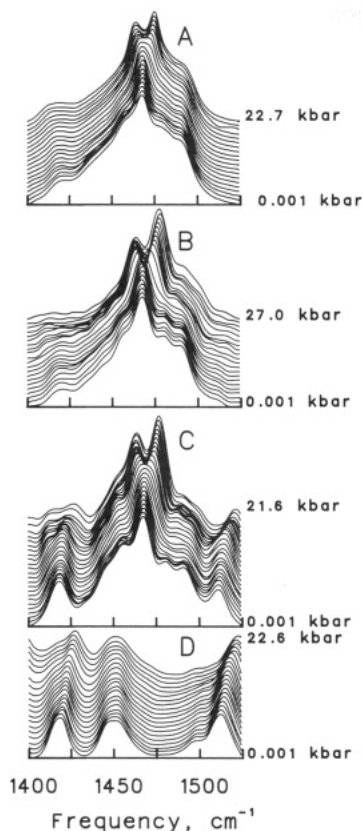 A
22.7 kbar
0.001 kbar
B
27.0 kbar
0.001 kbar
C
21.6 kbar
0.001 kbar
D
22.6 kbar
0.001 kbar
1400 1450 1500
Frequency, cm⁻¹